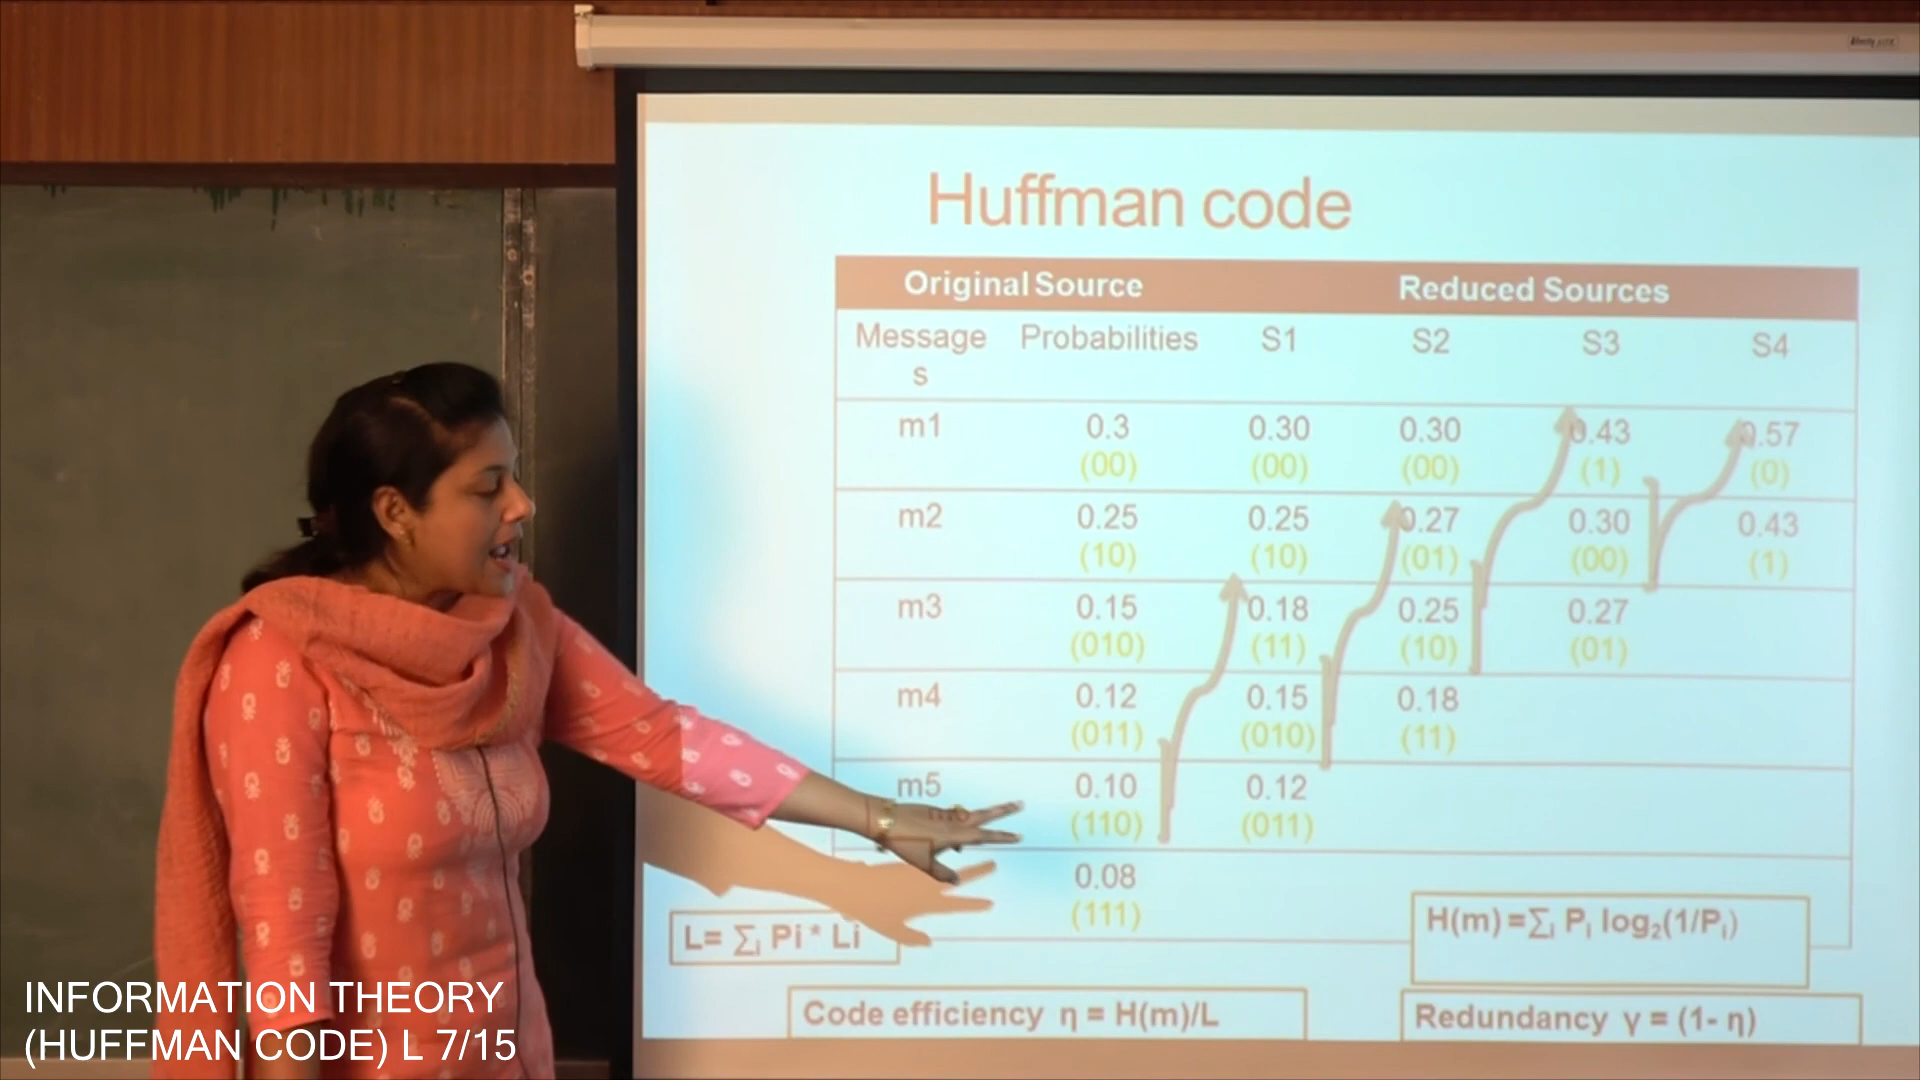 Huffman code
Original Source Reduced Sources
Message
s Probabilities S1 S2 S3 S4
m1 0.3 0.30 0.30 0.43 0.57
(00) (00) (00) (1) (0)
m2 0.25 0.25 0.27 0.30 0.43
(10) (10) (01) (00) (1)
m3 0.15 0.18 0.25 0.27
(010) (11) (10) (01)
m4 0.12 0.15 0.18
(011) (010) (11)
m5 0.10 0.12
(110) (011)
0.08
(111)
L= ∑i Pi * Li
H(m) =∑i Pi log2(1/Pi)
Code efficiency η = H(m)/L
Redundancy γ = (1- η)
INFORMATION THEORY
(HUFFMAN CODE) L 7/15